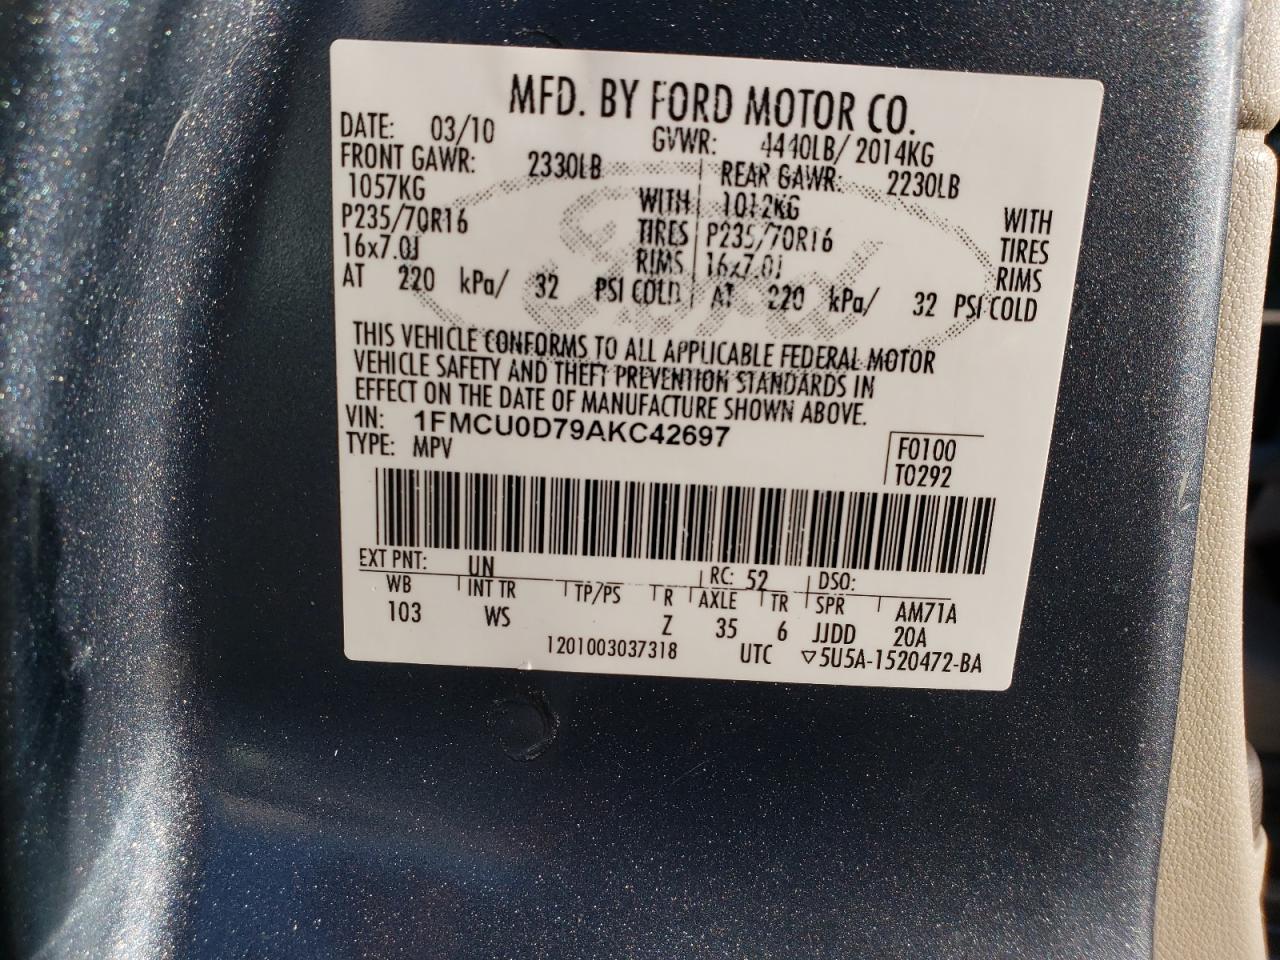 MFD. BY FORD MOTOR CO.
DATE: 03/10 GVWR: 4440LB/ 2014KG
FRONT GAWR: 2330LB REAR GAWR: 2230LB
1057KG WITH 1012KG WITH
P235/70R16 TIRES P235/70R16 TIRES
16x7.0J RIMS 16x7.0J RIMS
AT 220 kPa/ 32 PSI COLD AT 220 kPa/ 32 PSI COLD
Ford
THIS VEHICLE CONFORMS TO ALL APPLICABLE FEDERAL MOTOR
VEHICLE SAFETY AND THEFT PREVENTION STANDARDS IN
EFFECT ON THE DATE OF MANUFACTURE SHOWN ABOVE.
VIN: 1FMCU0D79AKC42697
TYPE: MPV
F0100
T0292
EXT PNT: UN RC: 52 DSO:
WB INT TR TP/PS R AXLE TR SPR AM71A
103 WS Z 35 6 JJDD 20A
1201003037318 UTC ▽5U5A-1520472-BA